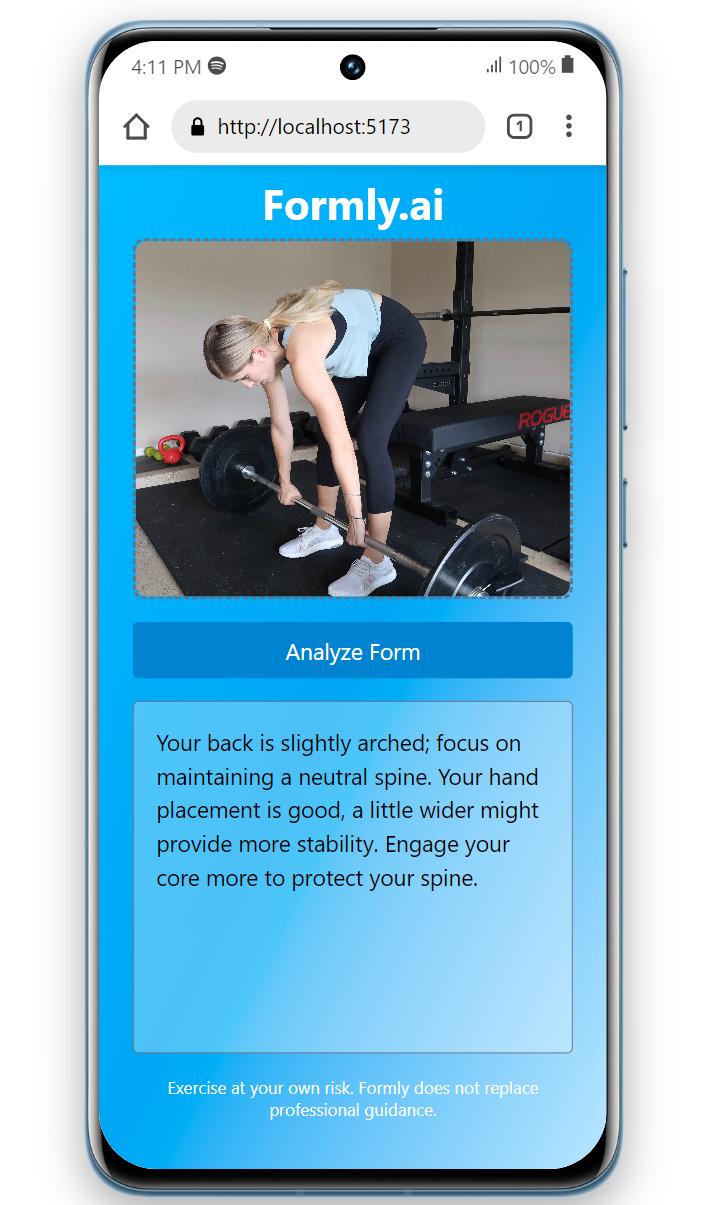 4:11 PM
100%
http://localhost:5173
1
Formly.ai
ROGUE
Analyze Form
Your back is slightly arched; focus on
maintaining a neutral spine. Your hand
placement is good, a little wider might
provide more stability. Engage your
core more to protect your spine.
Exercise at your own risk. Formly does not replace
professional guidance.